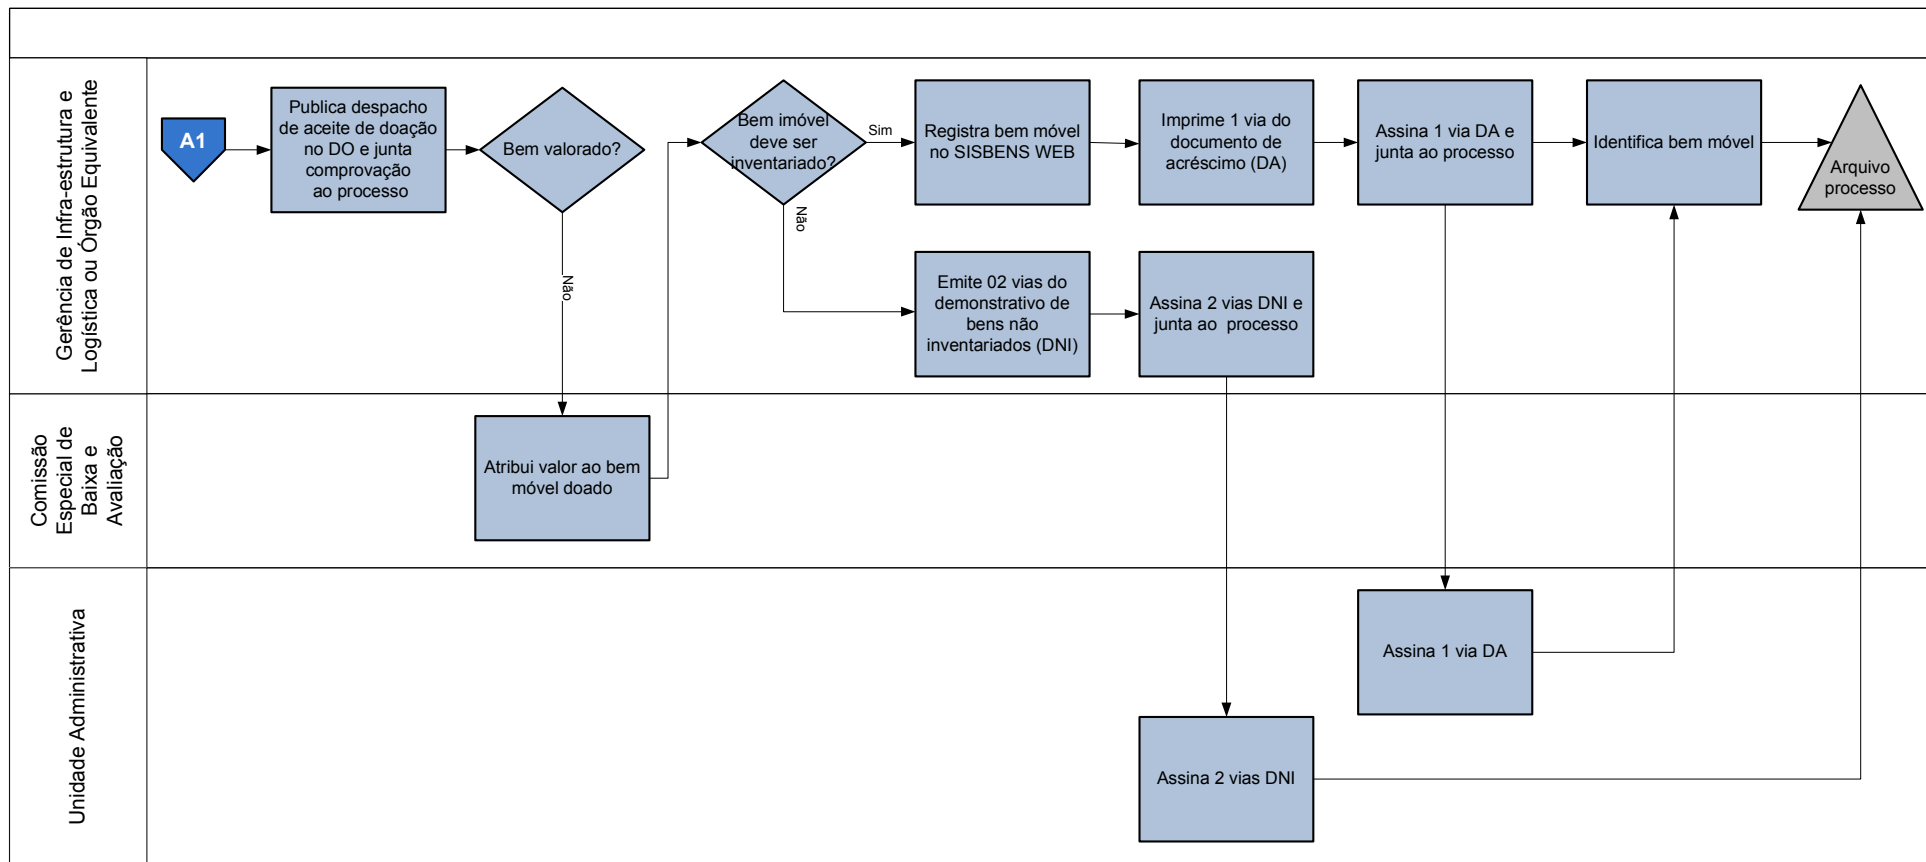 Gerência de Infra-estrutura e
Logística ou Órgão Equivalente
A1
Publica despacho
de aceite de doação
no DO e junta
comprovação
ao processo
Bem valorado?
Não
Bem imóvel
deve ser
inventariado?
Sim
Não
Registra bem móvel
no SISBENS WEB
Imprime 1 via do
documento de
acréscimo (DA)
Assina 1 via DA e
junta ao processo
Identifica bem móvel
Arquivo
processo
Emite 02 vias do
demonstrativo de
bens não
inventariados (DNI)
Assina 2 vias DNI e
junta ao processo
Comissão
Especial de
Baixa e
Avaliação
Atribui valor ao bem
móvel doado
Unidade Administrativa
Assina 1 via DA
Assina 2 vias DNI